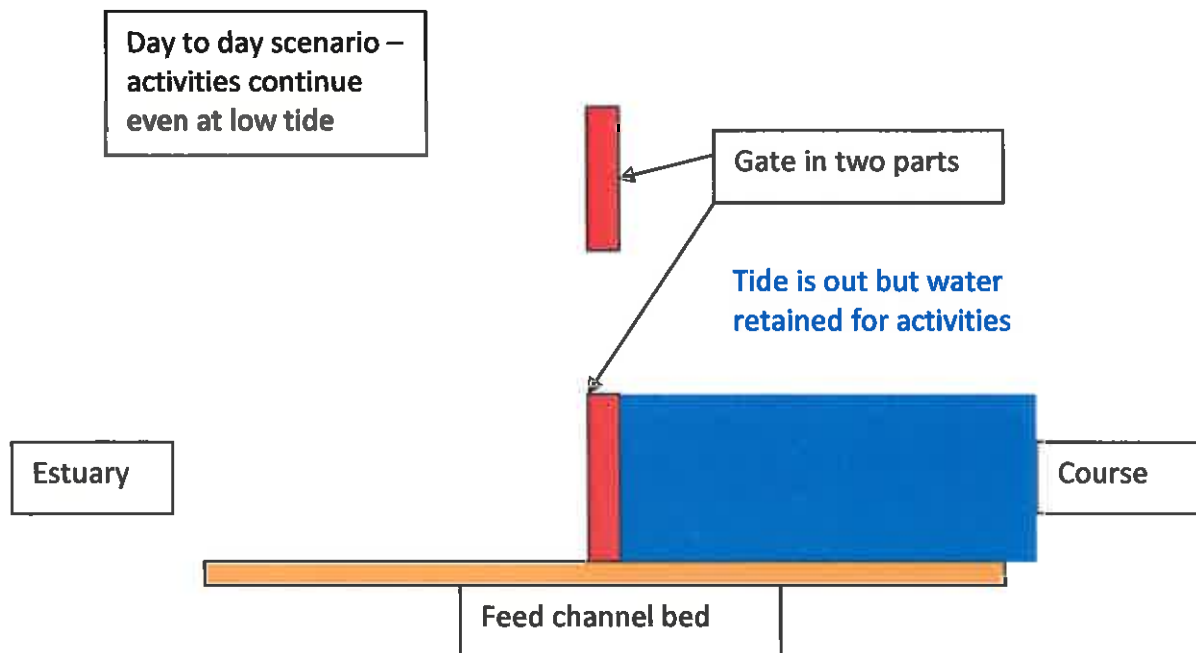 Day to day scenario –
activities continue
even at low tide
Gate in two parts
Tide is out but water
retained for activities
Estuary
Course
Feed channel bed